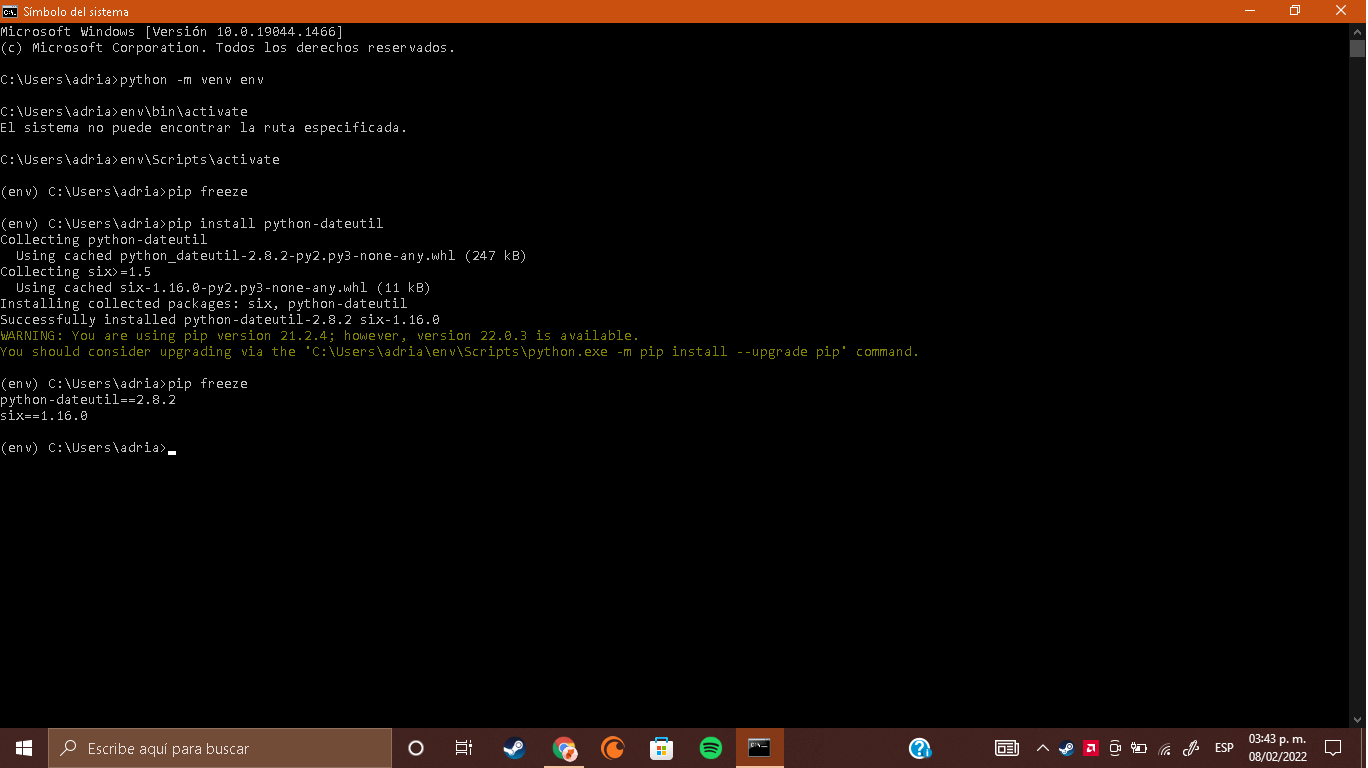 Símbolo del sistema
Microsoft Windows [Versión 10.0.19044.1466]
(c) Microsoft Corporation. Todos los derechos reservados.
C:\Users\adria>python -m venv env
C:\Users\adria>env\bin\activate
El sistema no puede encontrar la ruta especificada.
C:\Users\adria>env\Scripts\activate
(env) C:\Users\adria>pip freeze
(env) C:\Users\adria>pip install python-dateutil
Collecting python-dateutil
  Using cached python_dateutil-2.8.2-py2.py3-none-any.whl (247 kB)
Collecting six>=1.5
  Using cached six-1.16.0-py2.py3-none-any.whl (11 kB)
Installing collected packages: six, python-dateutil
Successfully installed python-dateutil-2.8.2 six-1.16.0
WARNING: You are using pip version 21.2.4; however, version 22.0.3 is available.
You should consider upgrading via the 'C:\Users\adria\env\Scripts\python.exe -m pip install --upgrade pip' command.
(env) C:\Users\adria>pip freeze
python-dateutil==2.8.2
six==1.16.0
(env) C:\Users\adria>
Escribe aquí para buscar
ESP
03:43 p. m.
08/02/2022